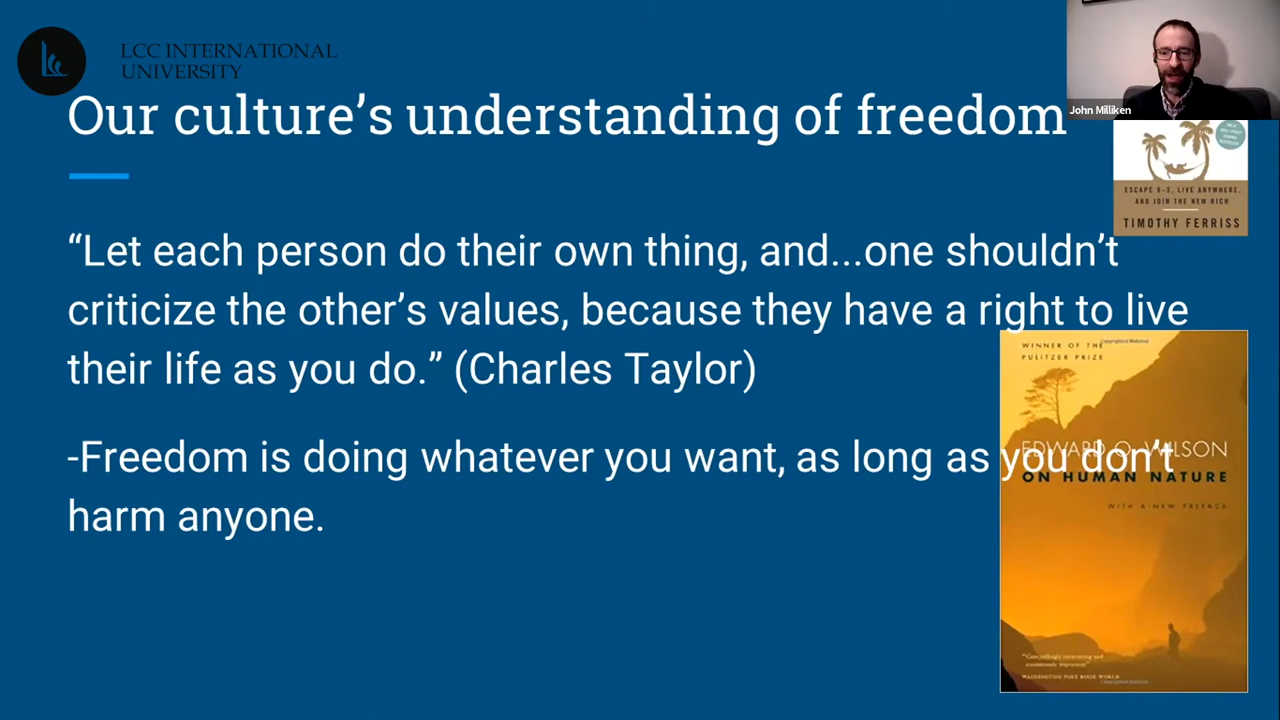 LCC INTERNATIONAL
UNIVERSITY
John Milliken
Our culture’s understanding of freedom
ESCAPE 9–5, LIVE ANYWHERE,
AND JOIN THE NEW RICH
TIMOTHY FERRISS
“Let each person do their own thing, and...one shouldn’t
criticize the other’s values, because they have a right to live
their life as you do.” (Charles Taylor)
-Freedom is doing whatever you want, as long as you don’t
harm anyone.
WINNER OF THE
PULITZER PRIZE
Copyrighted Material
EDWARD O. WILSON
ON HUMAN NATURE
WITH A NEW PREFACE
WASHINGTON POST BOOK WORLD
Copyrighted Material